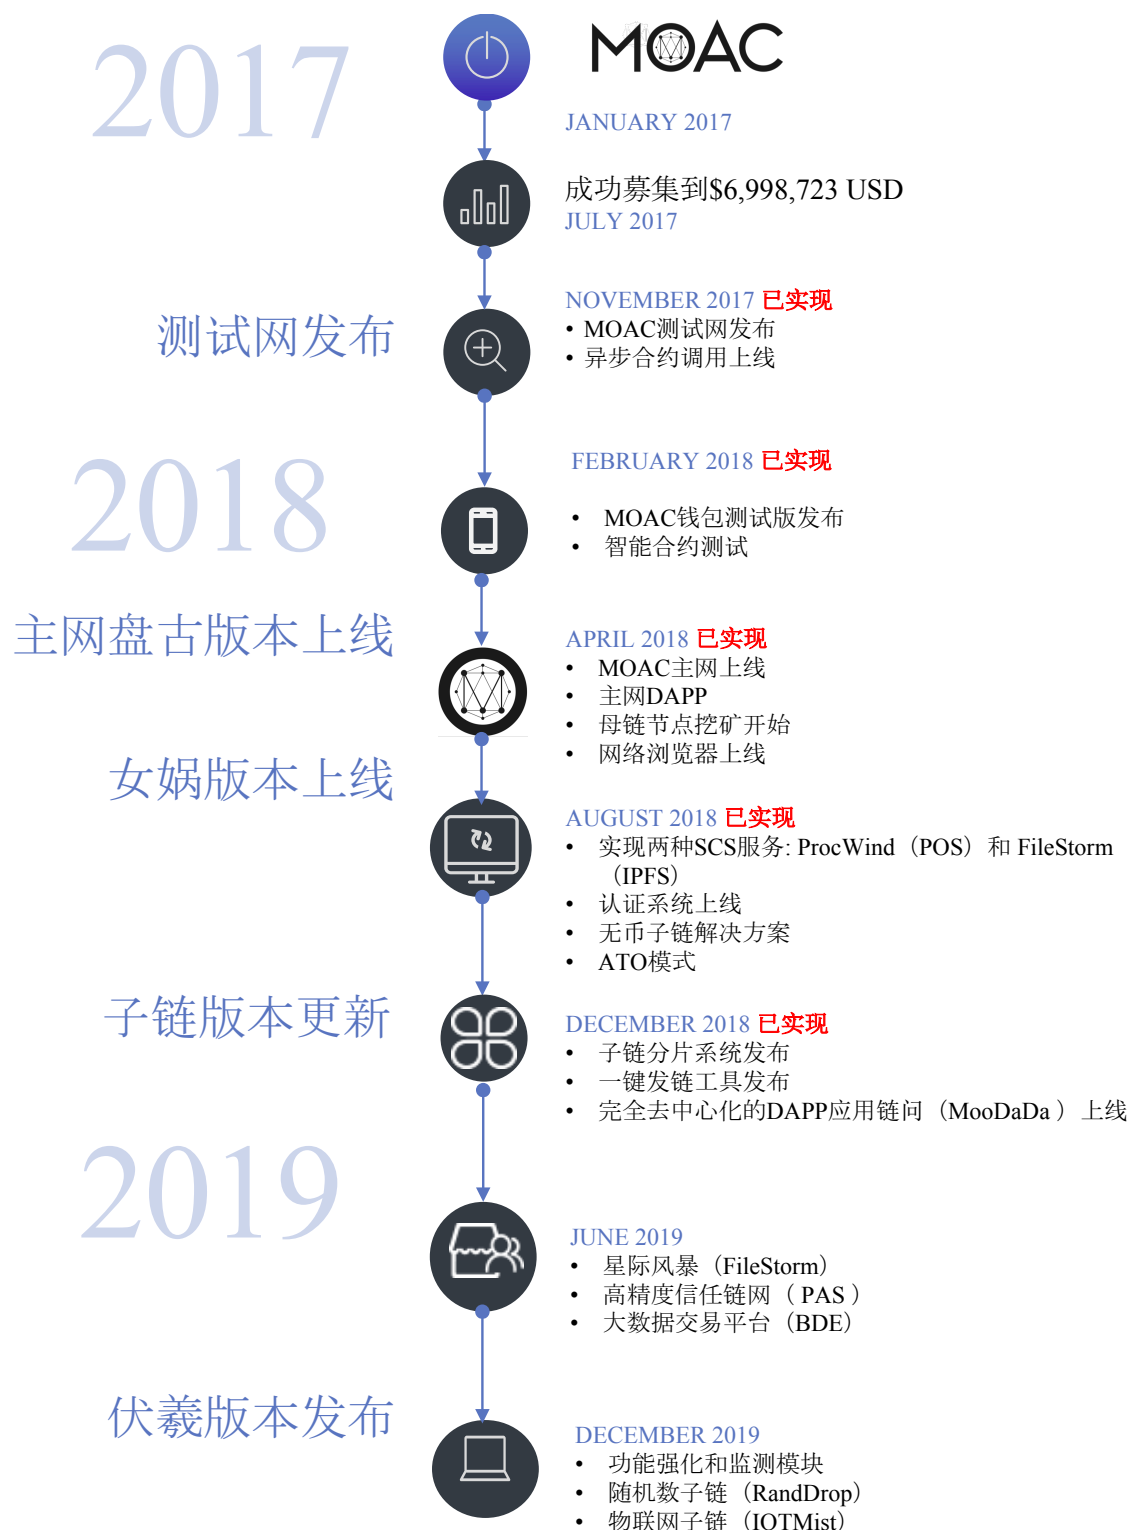 2017
MOAC
JANUARY 2017
成功募集到$6,998,723 USD
JULY 2017
测试网发布
NOVEMBER 2017 已实现
• MOAC测试网发布
• 异步合约调用上线
2018
FEBRUARY 2018 已实现
• MOAC钱包测试版发布
• 智能合约测试
主网盘古版本上线
APRIL 2018 已实现
• MOAC主网上线
• 主网DAPP
• 母链节点挖矿开始
• 网络浏览器上线
女娲版本上线
AUGUST 2018 已实现
• 实现两种SCS服务: ProcWind（POS）和 FileStorm
（IPFS）
• 认证系统上线
• 无币子链解决方案
• ATO模式
子链版本更新
DECEMBER 2018 已实现
• 子链分片系统发布
• 一键发链工具发布
• 完全去中心化的DAPP应用链问（MooDaDa ）上线
2019
JUNE 2019
• 星际风暴（FileStorm）
• 高精度信任链网（ PAS ）
• 大数据交易平台（BDE）
伏羲版本发布
DECEMBER 2019
• 功能强化和监测模块
• 随机数子链（RandDrop）
• 物联网子链（IOTMist）